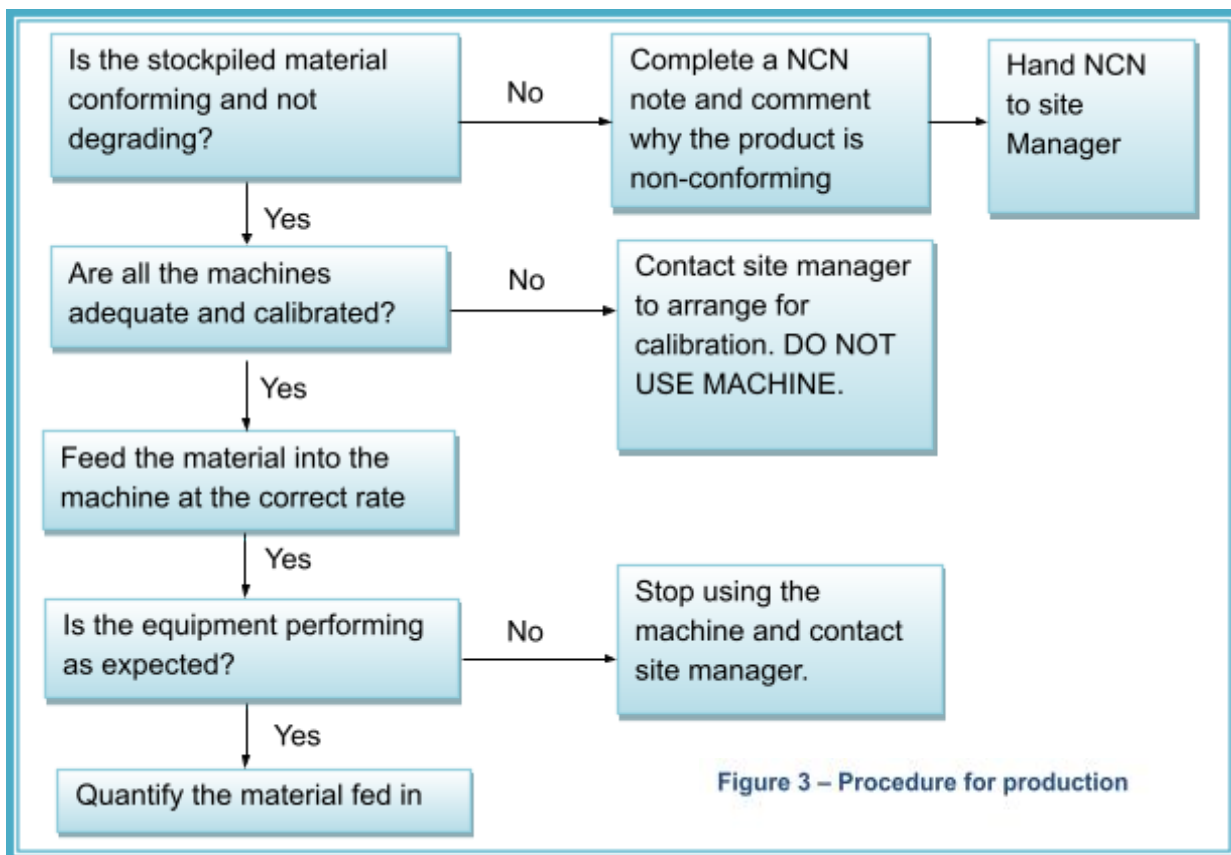 Is the stockpiled material
conforming and not
degrading?
No
Complete a NCN
note and comment
why the product is
non-conforming
Hand NCN
to site
Manager
Yes
Are all the machines
adequate and calibrated?
No
Contact site manager
to arrange for
calibration. DO NOT
USE MACHINE.
Yes
Feed the material into the
machine at the correct rate
Yes
Is the equipment performing
as expected?
No
Stop using the
machine and contact
site manager.
Yes
Quantify the material fed in
Figure 3 – Procedure for production